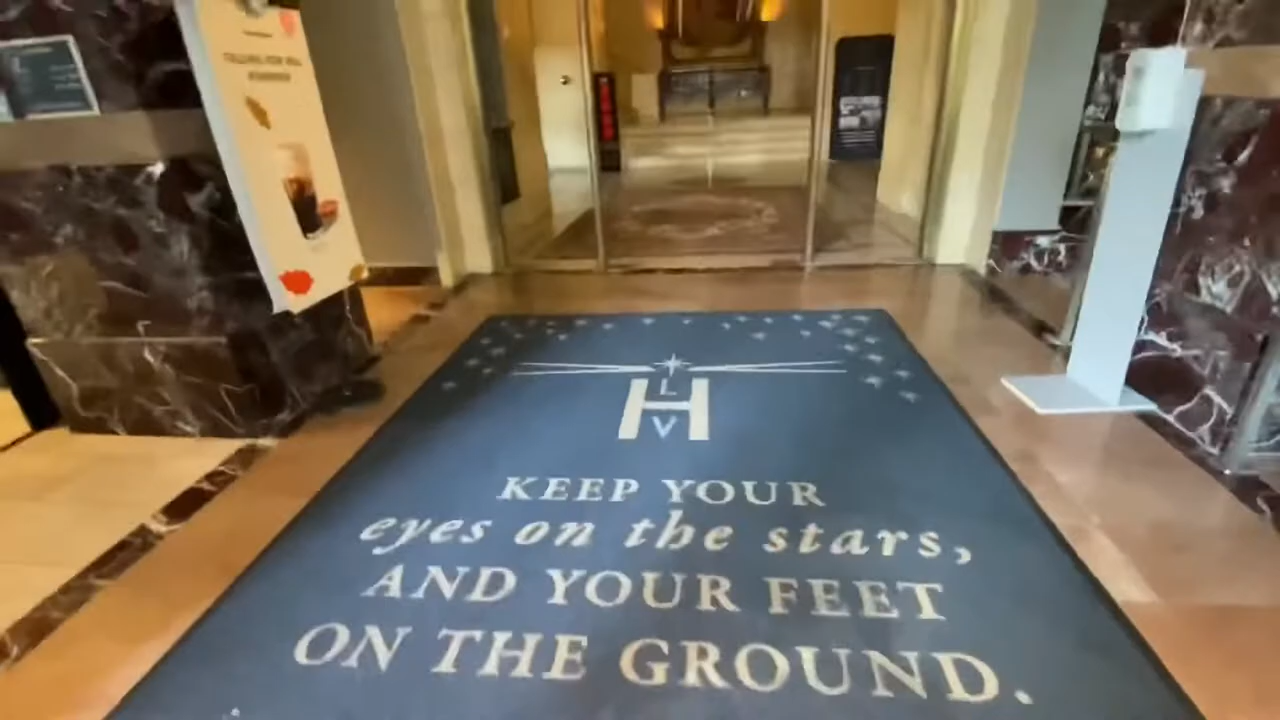 L
H
V
KEEP YOUR
eyes on the stars,
AND YOUR FEET
ON THE GROUND.